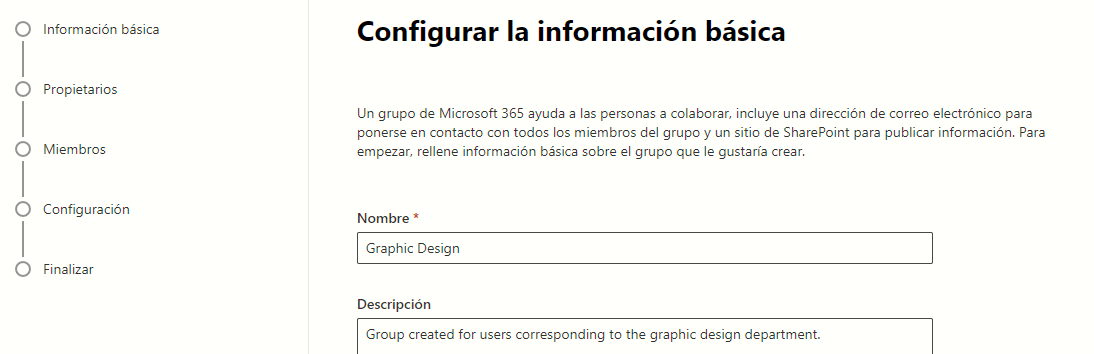 Información básica
Propietarios
Miembros
Configuración
Finalizar
Configurar la información básica
Un grupo de Microsoft 365 ayuda a las personas a colaborar, incluye una dirección de correo electrónico para
ponerse en contacto con todos los miembros del grupo y un sitio de SharePoint para publicar información. Para
empezar, rellene información básica sobre el grupo que le gustaría crear.
Nombre *
Graphic Design
Descripción
Group created for users corresponding to the graphic design department.